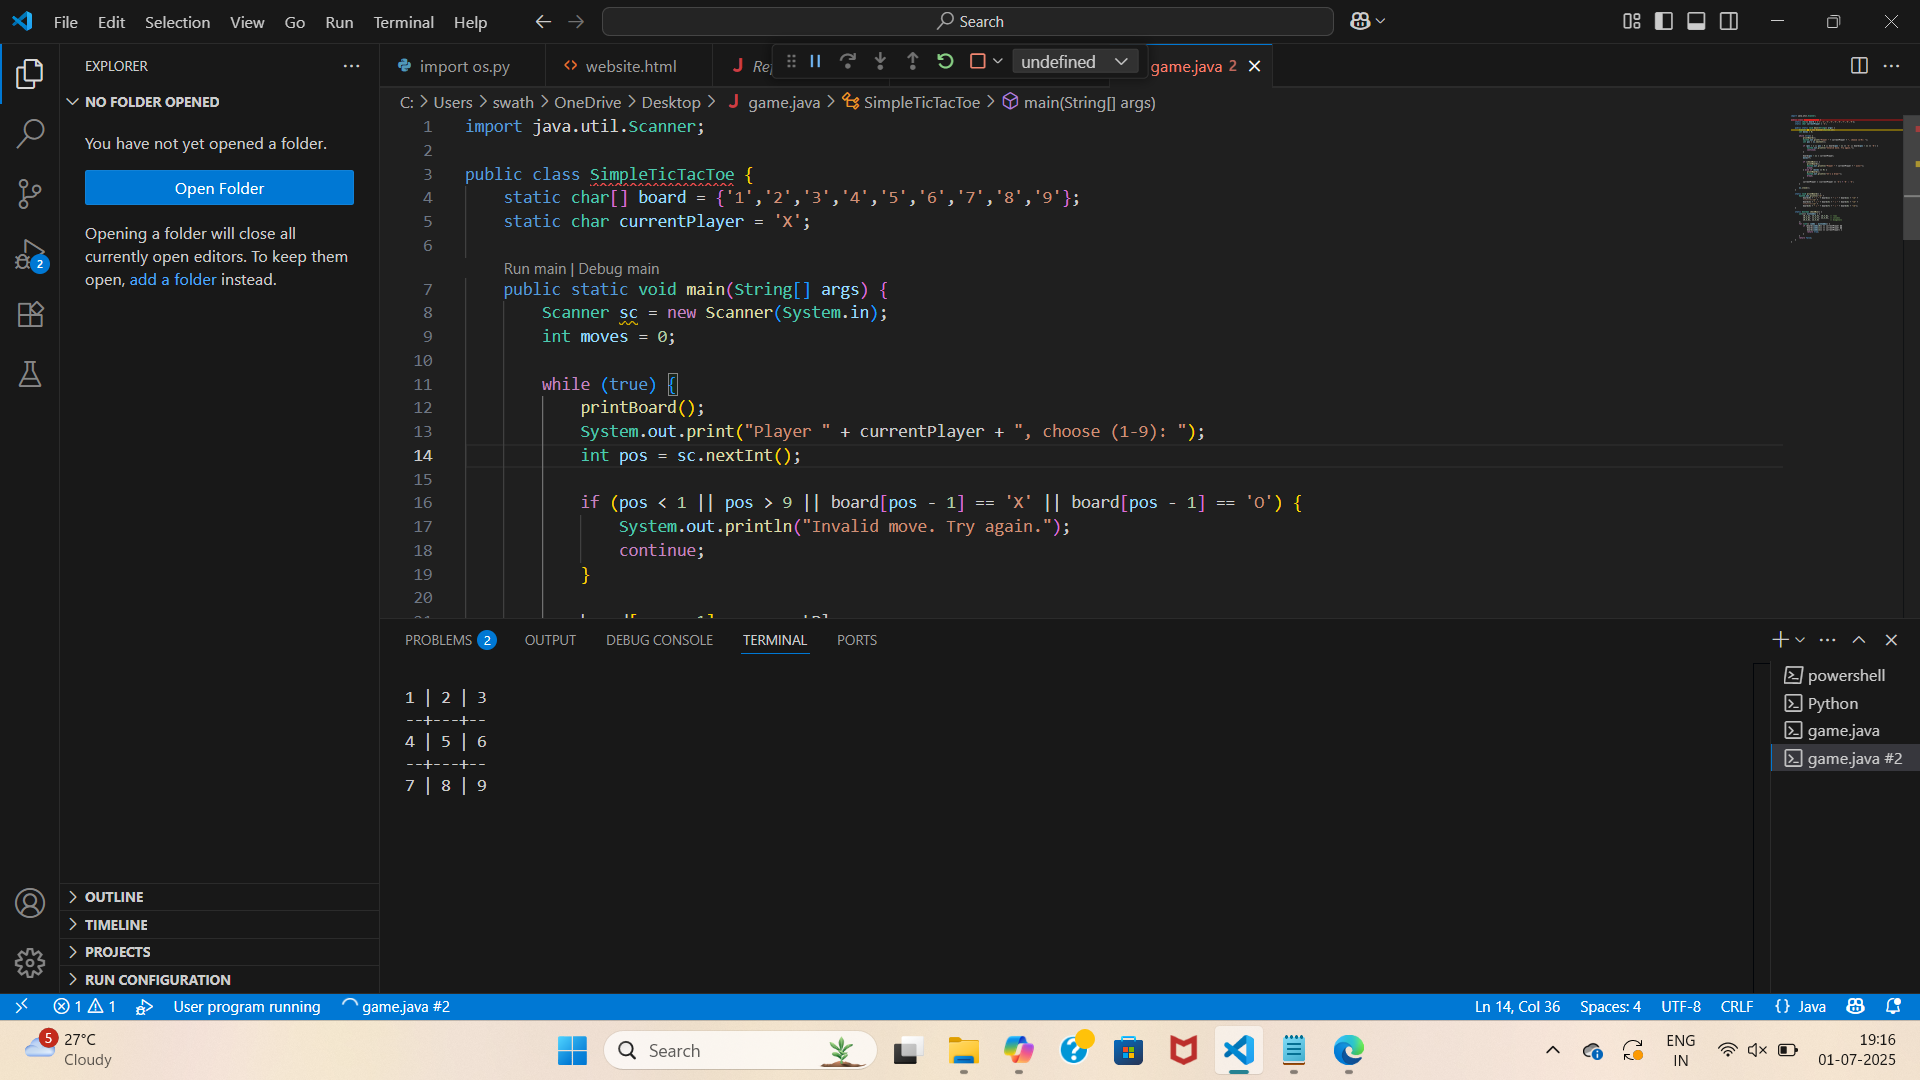 File Edit Selection View Go Run Terminal Help Search
EXPLORER
import os.py website.html Re undefined game.java 2
NO FOLDER OPENED
You have not yet opened a folder.
Open Folder
Opening a folder will close all
currently open editors. To keep them
open, add a folder instead.
C: > Users > swath > OneDrive > Desktop > game.java > SimpleTicTacToe > main(String[] args)
1 import java.util.Scanner;
2
3 public class SimpleTicTacToe {
4 static char[] board = {'1','2','3','4','5','6','7','8','9'};
5 static char currentPlayer = 'X';
6
Run main | Debug main
7 public static void main(String[] args) {
8 Scanner sc = new Scanner(System.in);
9 int moves = 0;
10
11 while (true) {
12 printBoard();
13 System.out.print("Player " + currentPlayer + ", choose (1-9): ");
14 int pos = sc.nextInt();
15
16 if (pos < 1 || pos > 9 || board[pos - 1] == 'X' || board[pos - 1] == 'O') {
17 System.out.println("Invalid move. Try again.");
18 continue;
19 }
20
PROBLEMS 2 OUTPUT DEBUG CONSOLE TERMINAL PORTS
1 | 2 | 3
--+---+--
4 | 5 | 6
--+---+--
7 | 8 | 9
powershell
Python
game.java
game.java #2
2
OUTLINE
TIMELINE
PROJECTS
RUN CONFIGURATION
1 1 User program running game.java #2 Ln 14, Col 36 Spaces: 4 UTF-8 CRLF {} Java
5 27°C
Cloudy
Search
ENG
IN
19:16
01-07-2025